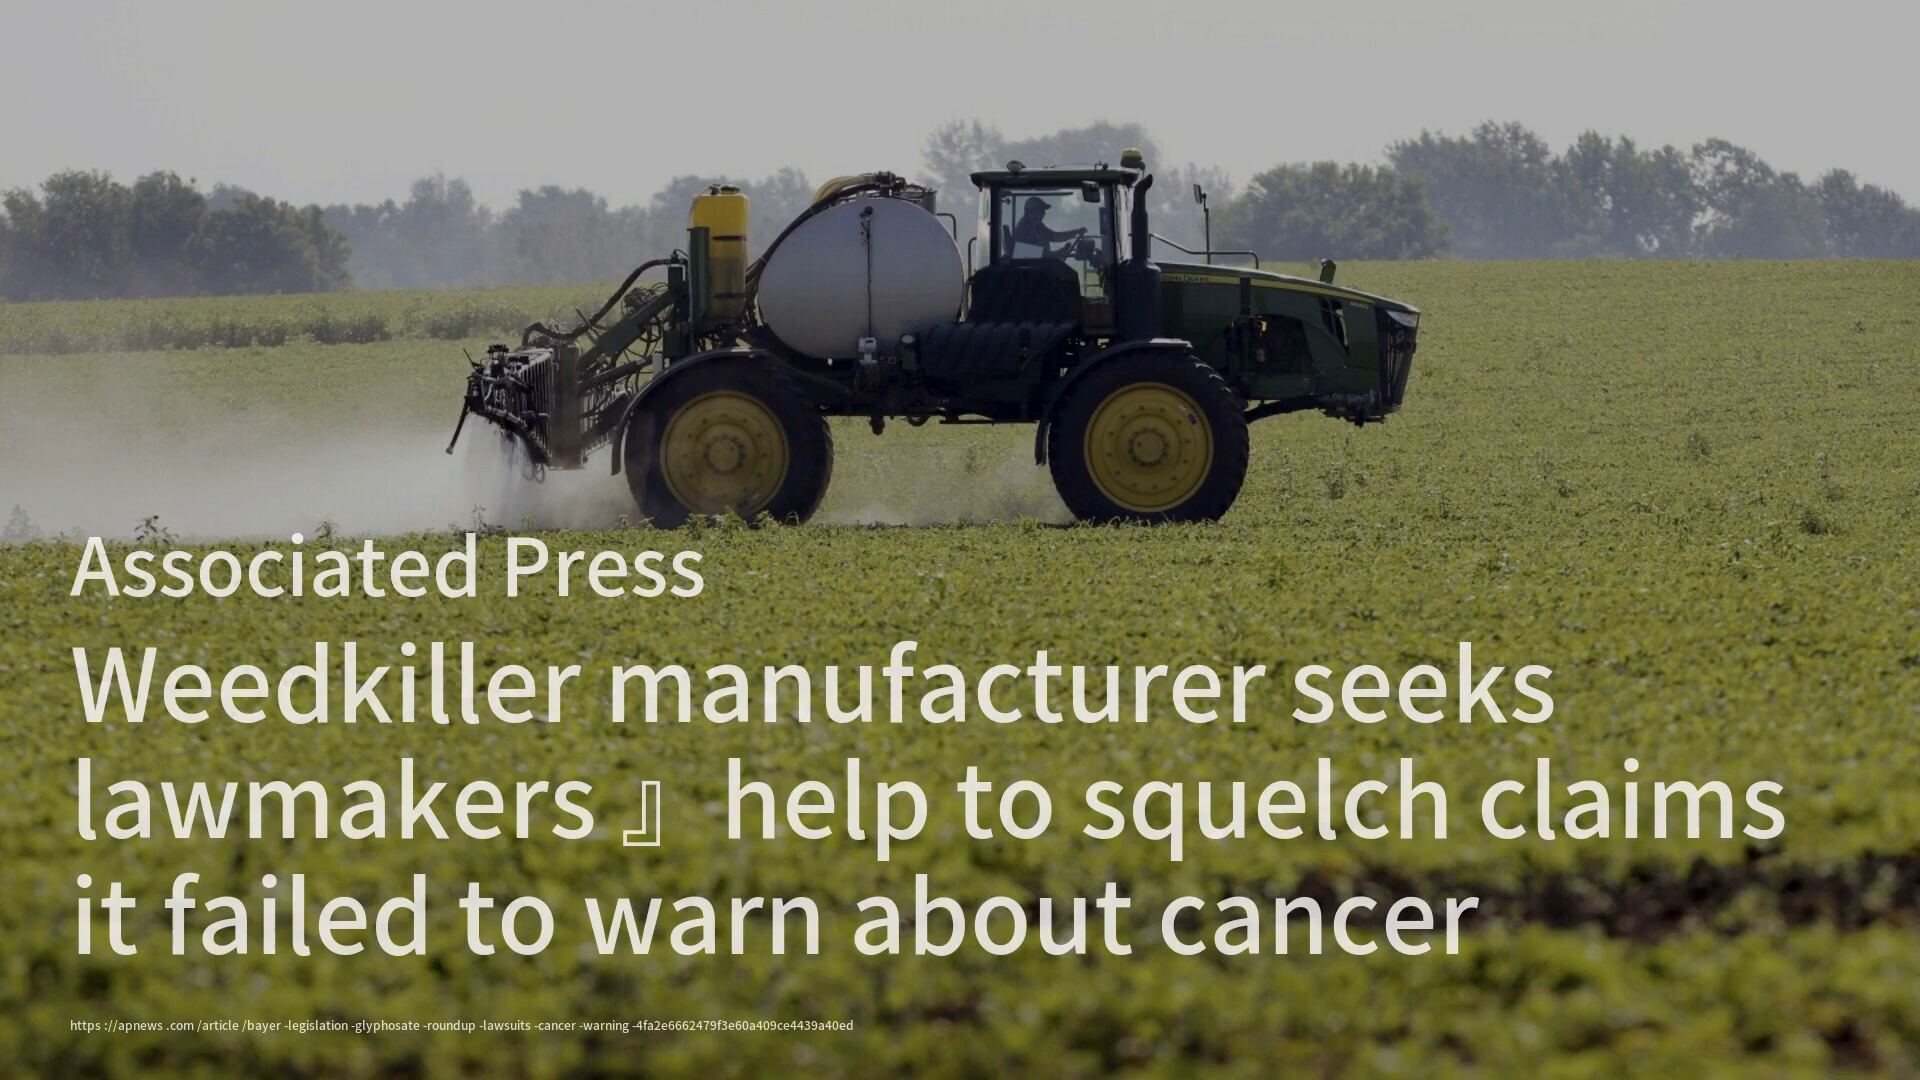 Associated Press
Weedkiller manufacturer seeks
lawmakers 』 help to squelch claims
it failed to warn about cancer
https ://apnews .com /article /bayer -legislation -glyphosate -roundup -lawsuits -cancer -warning -4fa2e6662479f3e60a409ce4439a40ed